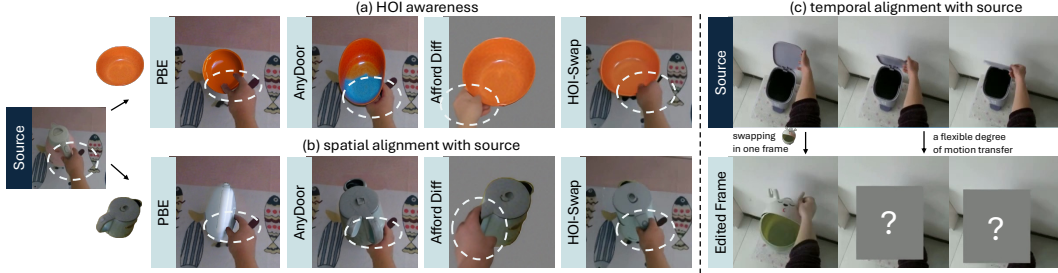 (a) HOI awareness
Source
PBE
AnyDoor
Afford Diff
HOI-Swap
(b) spatial alignment with source
PBE
AnyDoor
Afford Diff
HOI-Swap
(c) temporal alignment with source
Source
swapping
in one frame
a flexible degree
of motion transfer
Edited Frame
?
?